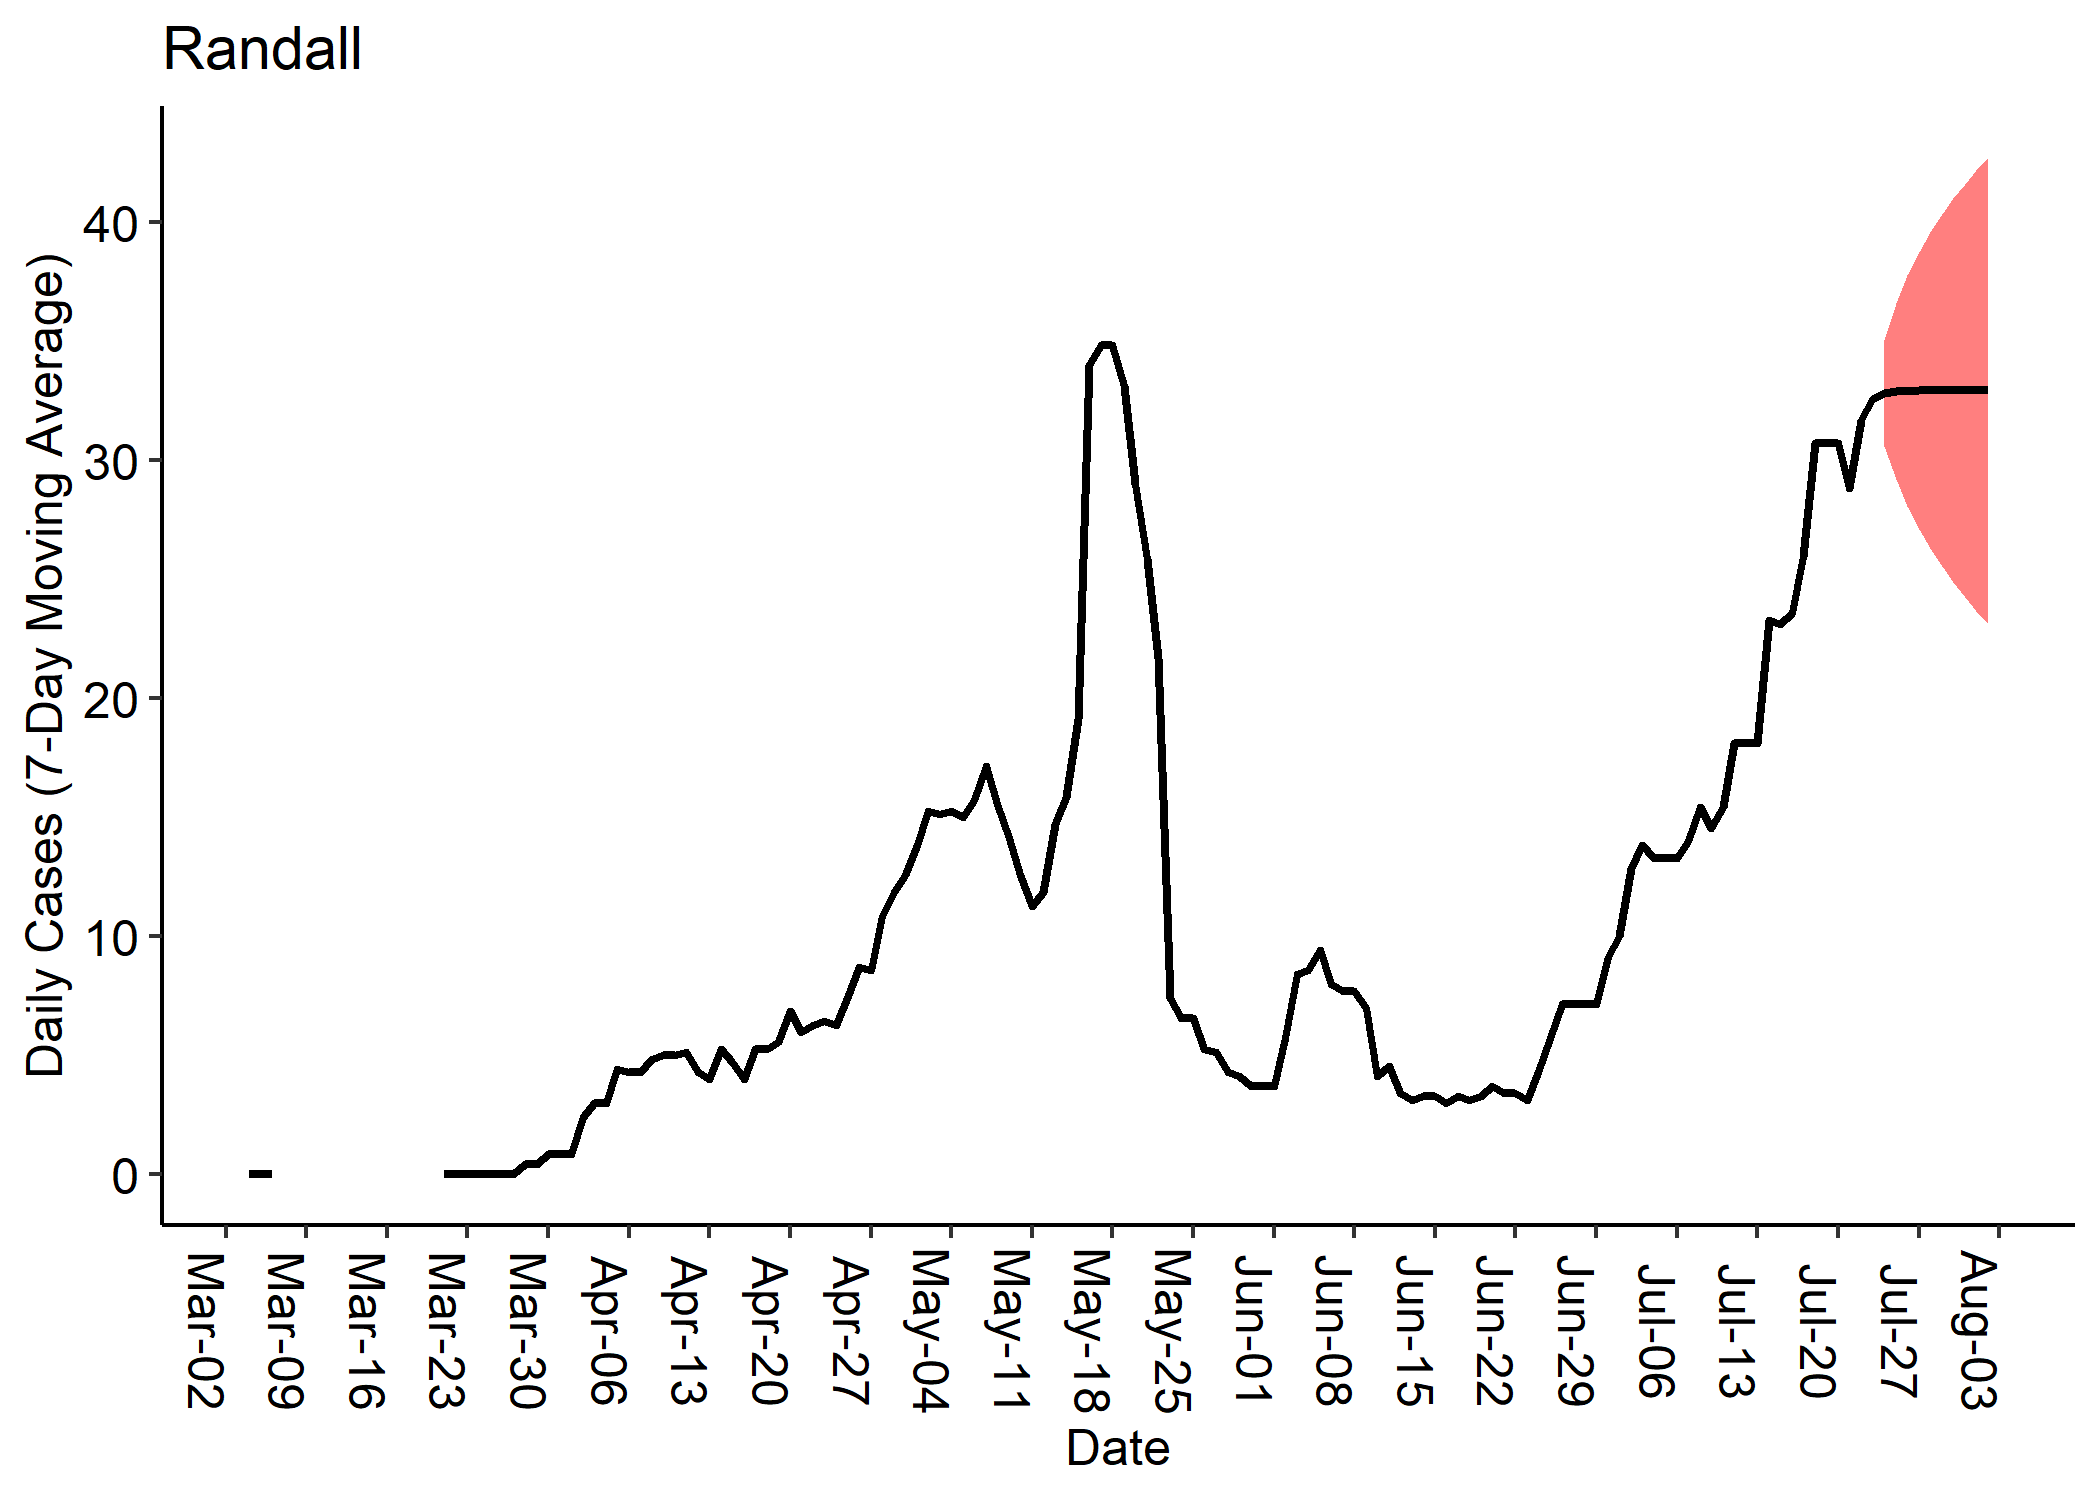 Randall
Daily Cases (7-Day Moving Average)
40
30
20
10
0
Mar-02
Mar-09
Mar-16
Mar-23
Mar-30
Apr-06
Apr-13
Apr-20
Apr-27
May-04
May-11
May-18
May-25
Jun-01
Jun-08
Jun-15
Jun-22
Jun-29
Jul-06
Jul-13
Jul-20
Jul-27
Aug-03
Date